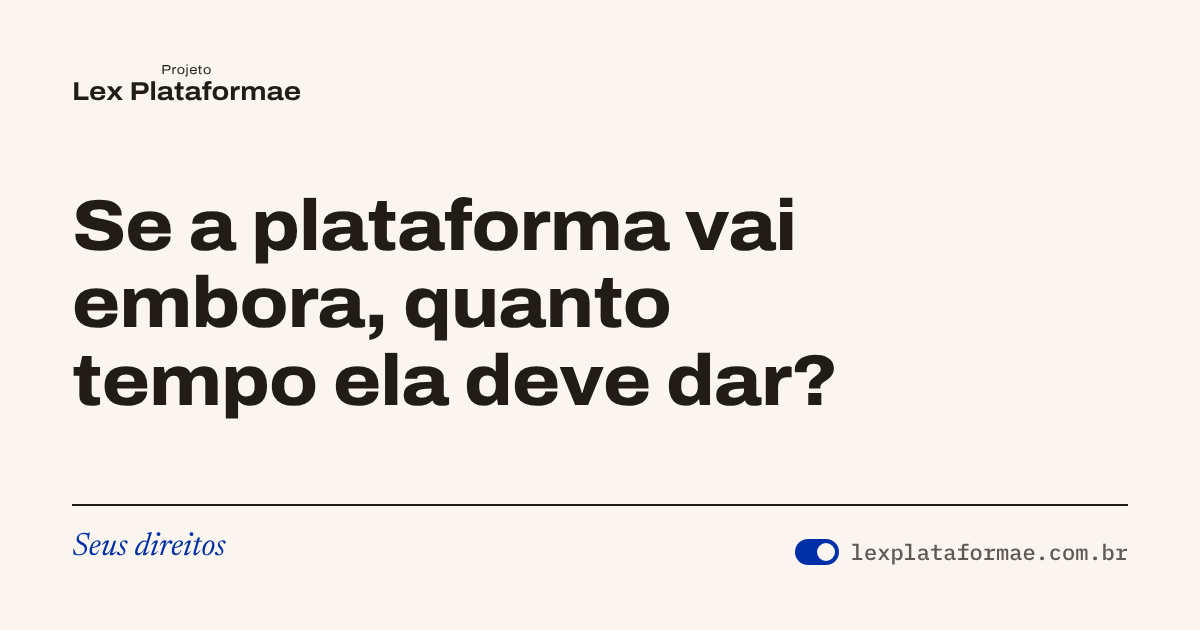 Projeto
Lex Plataformae
Se a plataforma vai
embora, quanto
tempo ela deve dar?
Seus direitos
lexplataformae.com.br